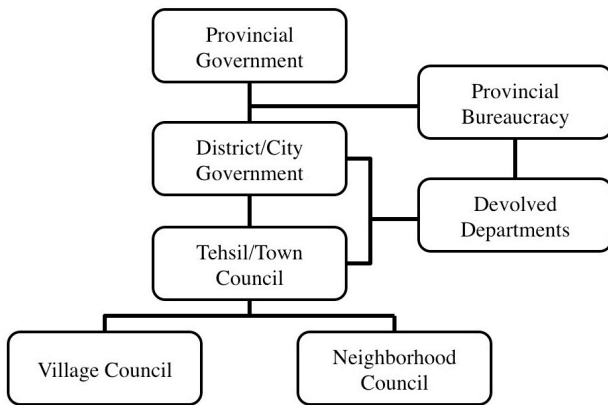 Provincial
Government
Provincial
Bureaucracy
District/City
Government
Devolved
Departments
Tehsil/Town
Council
Village Council
Neighborhood
Council